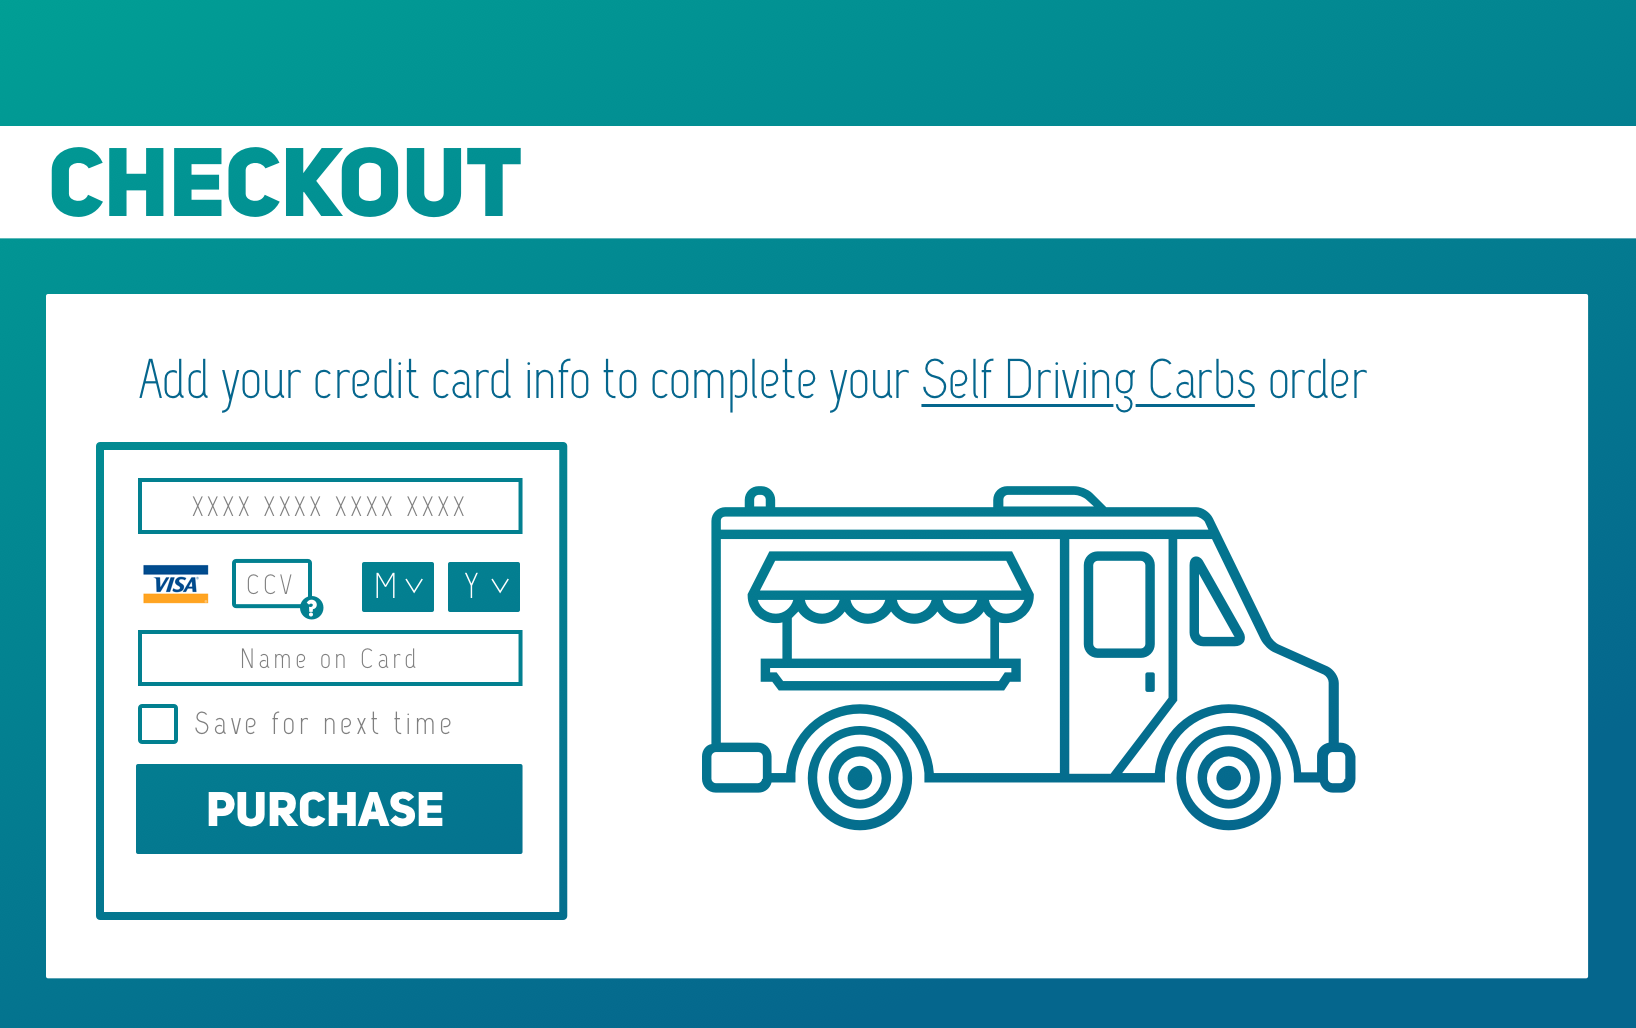 CHECKOUT
Add your credit card info to complete your Self Driving Carbs order
XXXX XXXX XXXX XXXX
VISA CCV ? M Y
Name on Card
Save for next time
PURCHASE